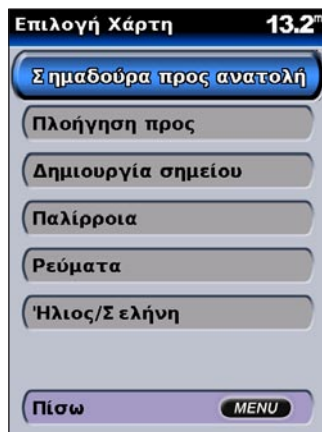 Επιλογή Χάρτη 13.2m
Σημαδούρα προς ανατολή
Πλοήγηση προς
Δημιουργία σημείου
Παλίρροια
Ρεύματα
Ήλιος/Σελήνη
Πίσω MENU